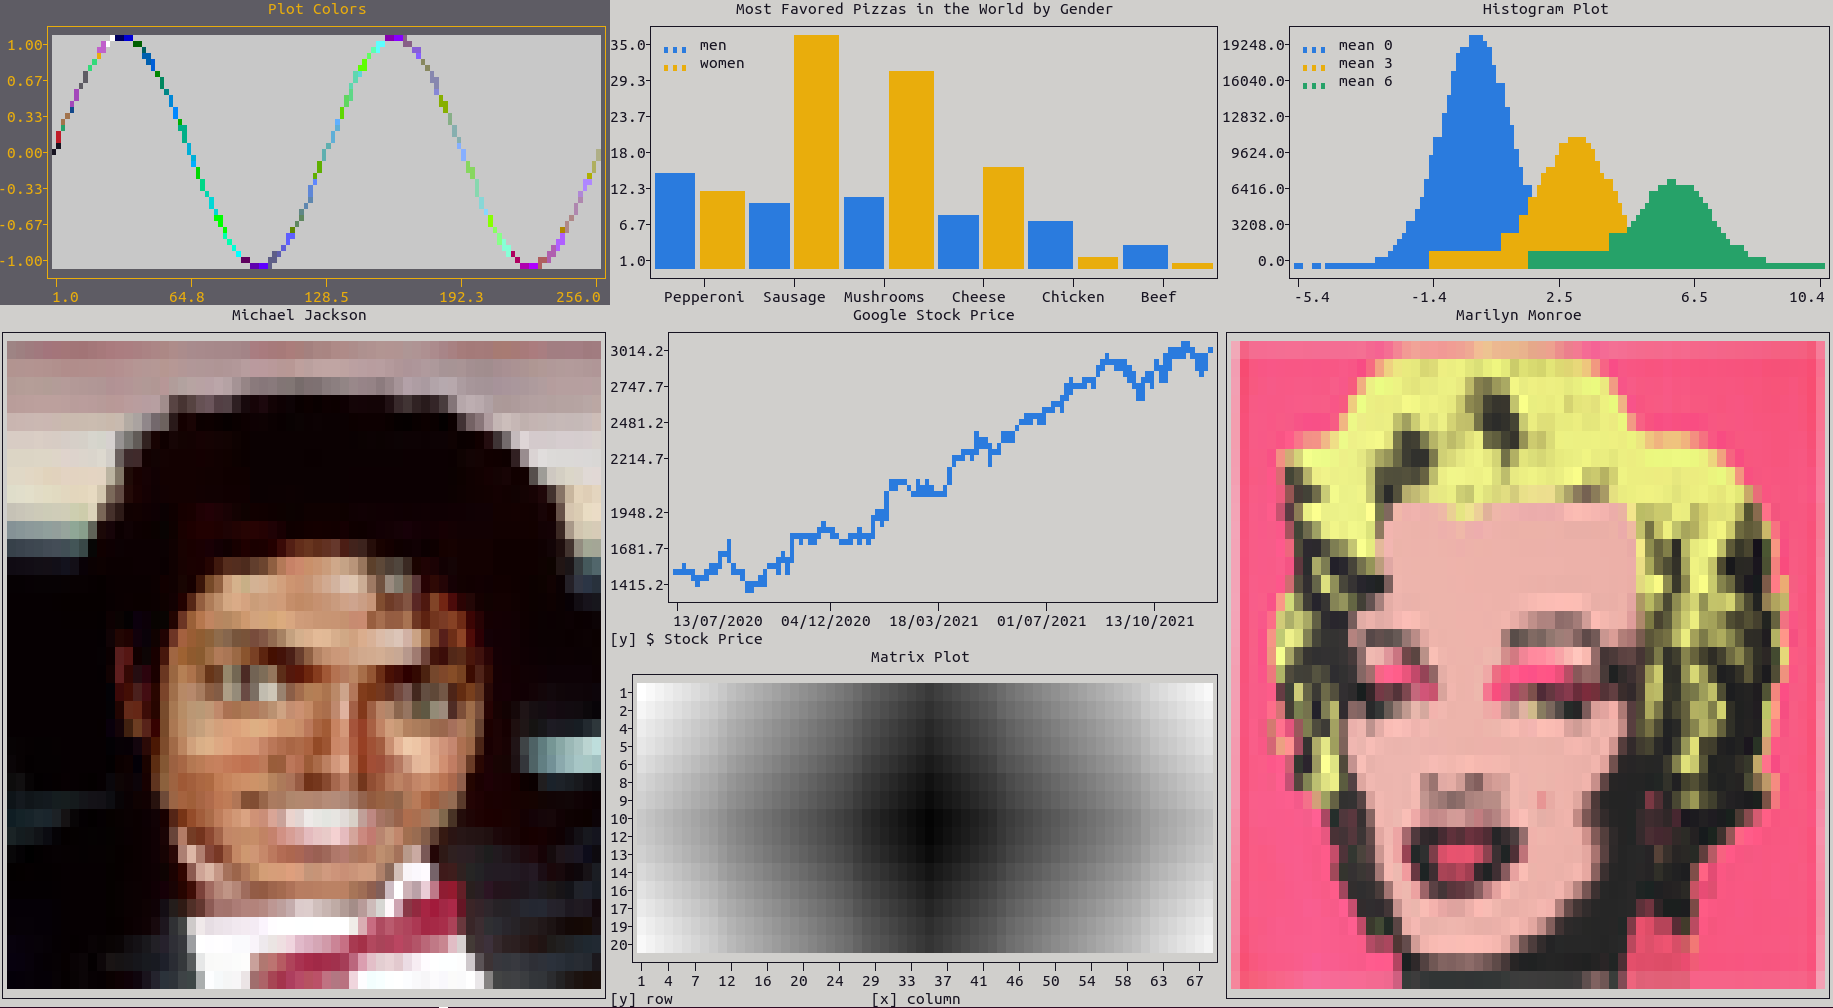 Plot Colors
1.00
0.67
0.33
0.00
-0.33
-0.67
-1.00
1.0 64.8 128.5 192.3 256.0
Most Favored Pizzas in the World by Gender
men
women
35.0
29.3
23.7
18.0
12.3
6.7
1.0
Pepperoni Sausage Mushrooms Cheese Chicken Beef
Histogram Plot
mean 0
mean 3
mean 6
19248.0
16040.0
12832.0
9624.0
6416.0
3208.0
0.0
-5.4 -1.4 2.5 6.5 10.4
Michael Jackson
Google Stock Price
3014.2
2747.7
2481.2
2214.7
1948.2
1681.7
1415.2
13/07/2020 04/12/2020 18/03/2021 01/07/2021 13/10/2021
[y] $ Stock Price
Matrix Plot
1
2
4
5
6
8
9
10
12
13
14
16
17
19
20
1 4 7 12 16 20 24 29 33 37 41 46 50 54 58 63 67
[y] row [x] column
Marilyn Monroe